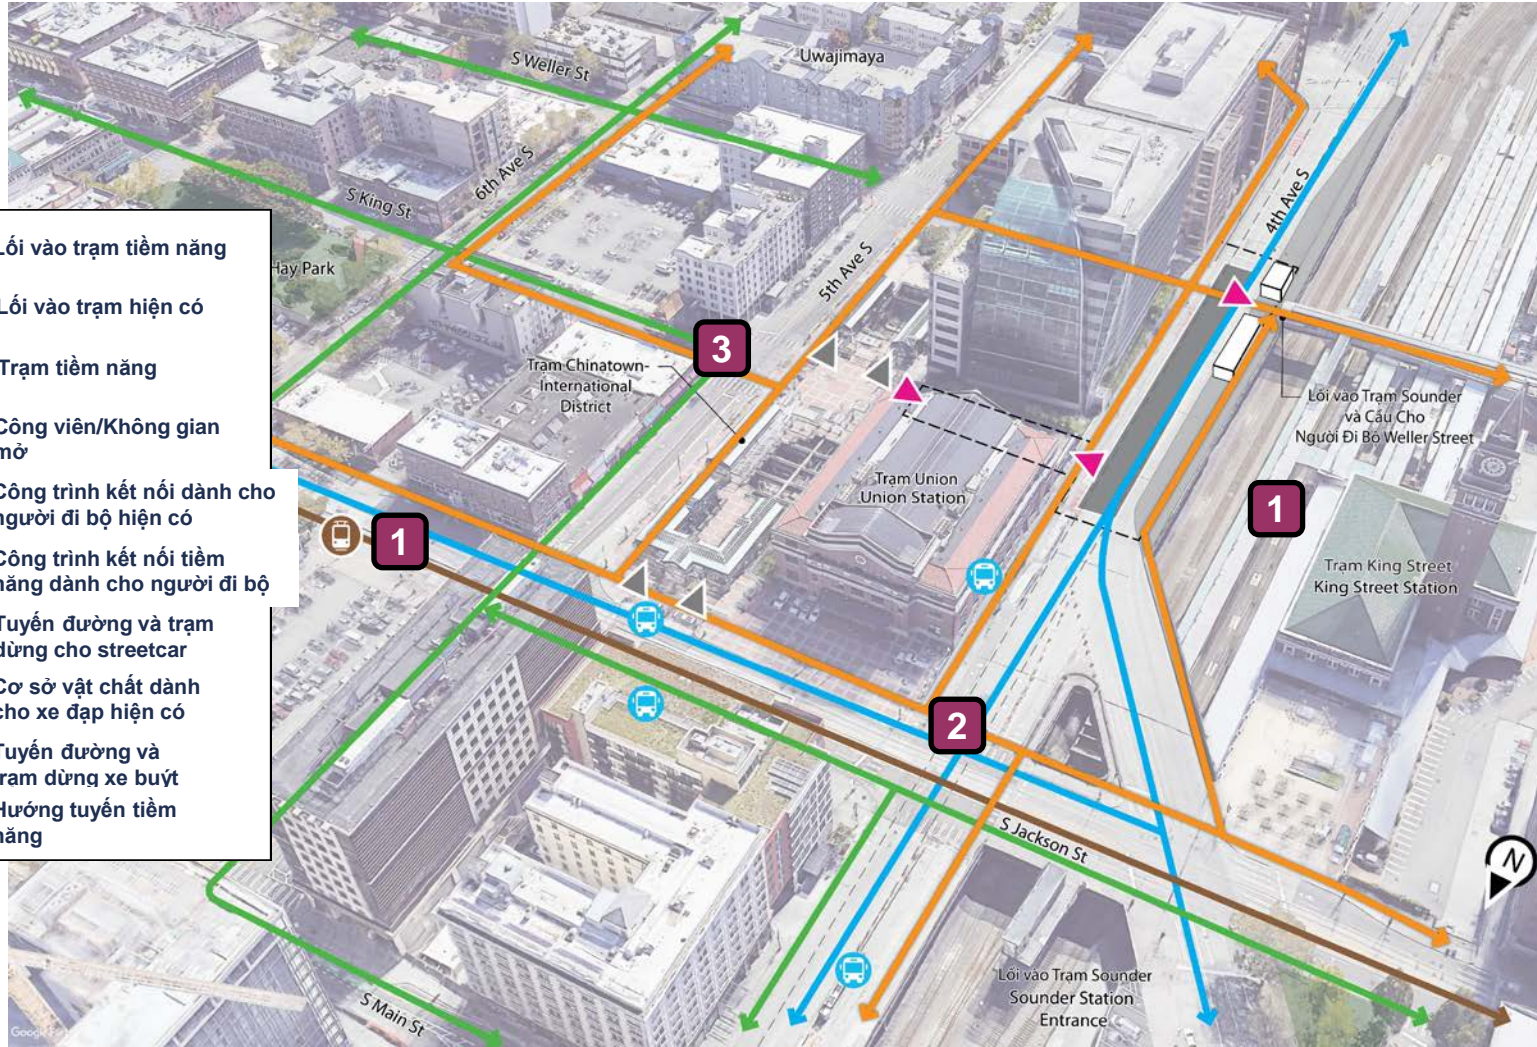 S Weller St
Uwajimaya
S King St
6th Ave S
4th Ave S
5th Ave S
Hay Park
Lối vào trạm tiềm năng
Lối vào trạm hiện có
Trạm tiềm năng
Công viên/Không gian
mở
Công trình kết nối dành cho
người đi bộ hiện có
Công trình kết nối tiềm
năng dành cho người đi bộ
Tuyến đường và trạm
dừng cho streetcar
Cơ sở vật chất dành
cho xe đạp hiện có
Tuyến đường và
trạm dừng xe buýt
Hướng tuyến tiềm
năng
3
Trạm Chinatown-
International
District
Lối vào Trạm Sounder
và Cầu Cho
Người Đi Bộ Weller Street
Trạm Union
Union Station
1
1
Trạm King Street
King Street Station
2
S Jackson St
N
Lối vào Trạm Sounder
Sounder Station
Entrance
S Main St
Google